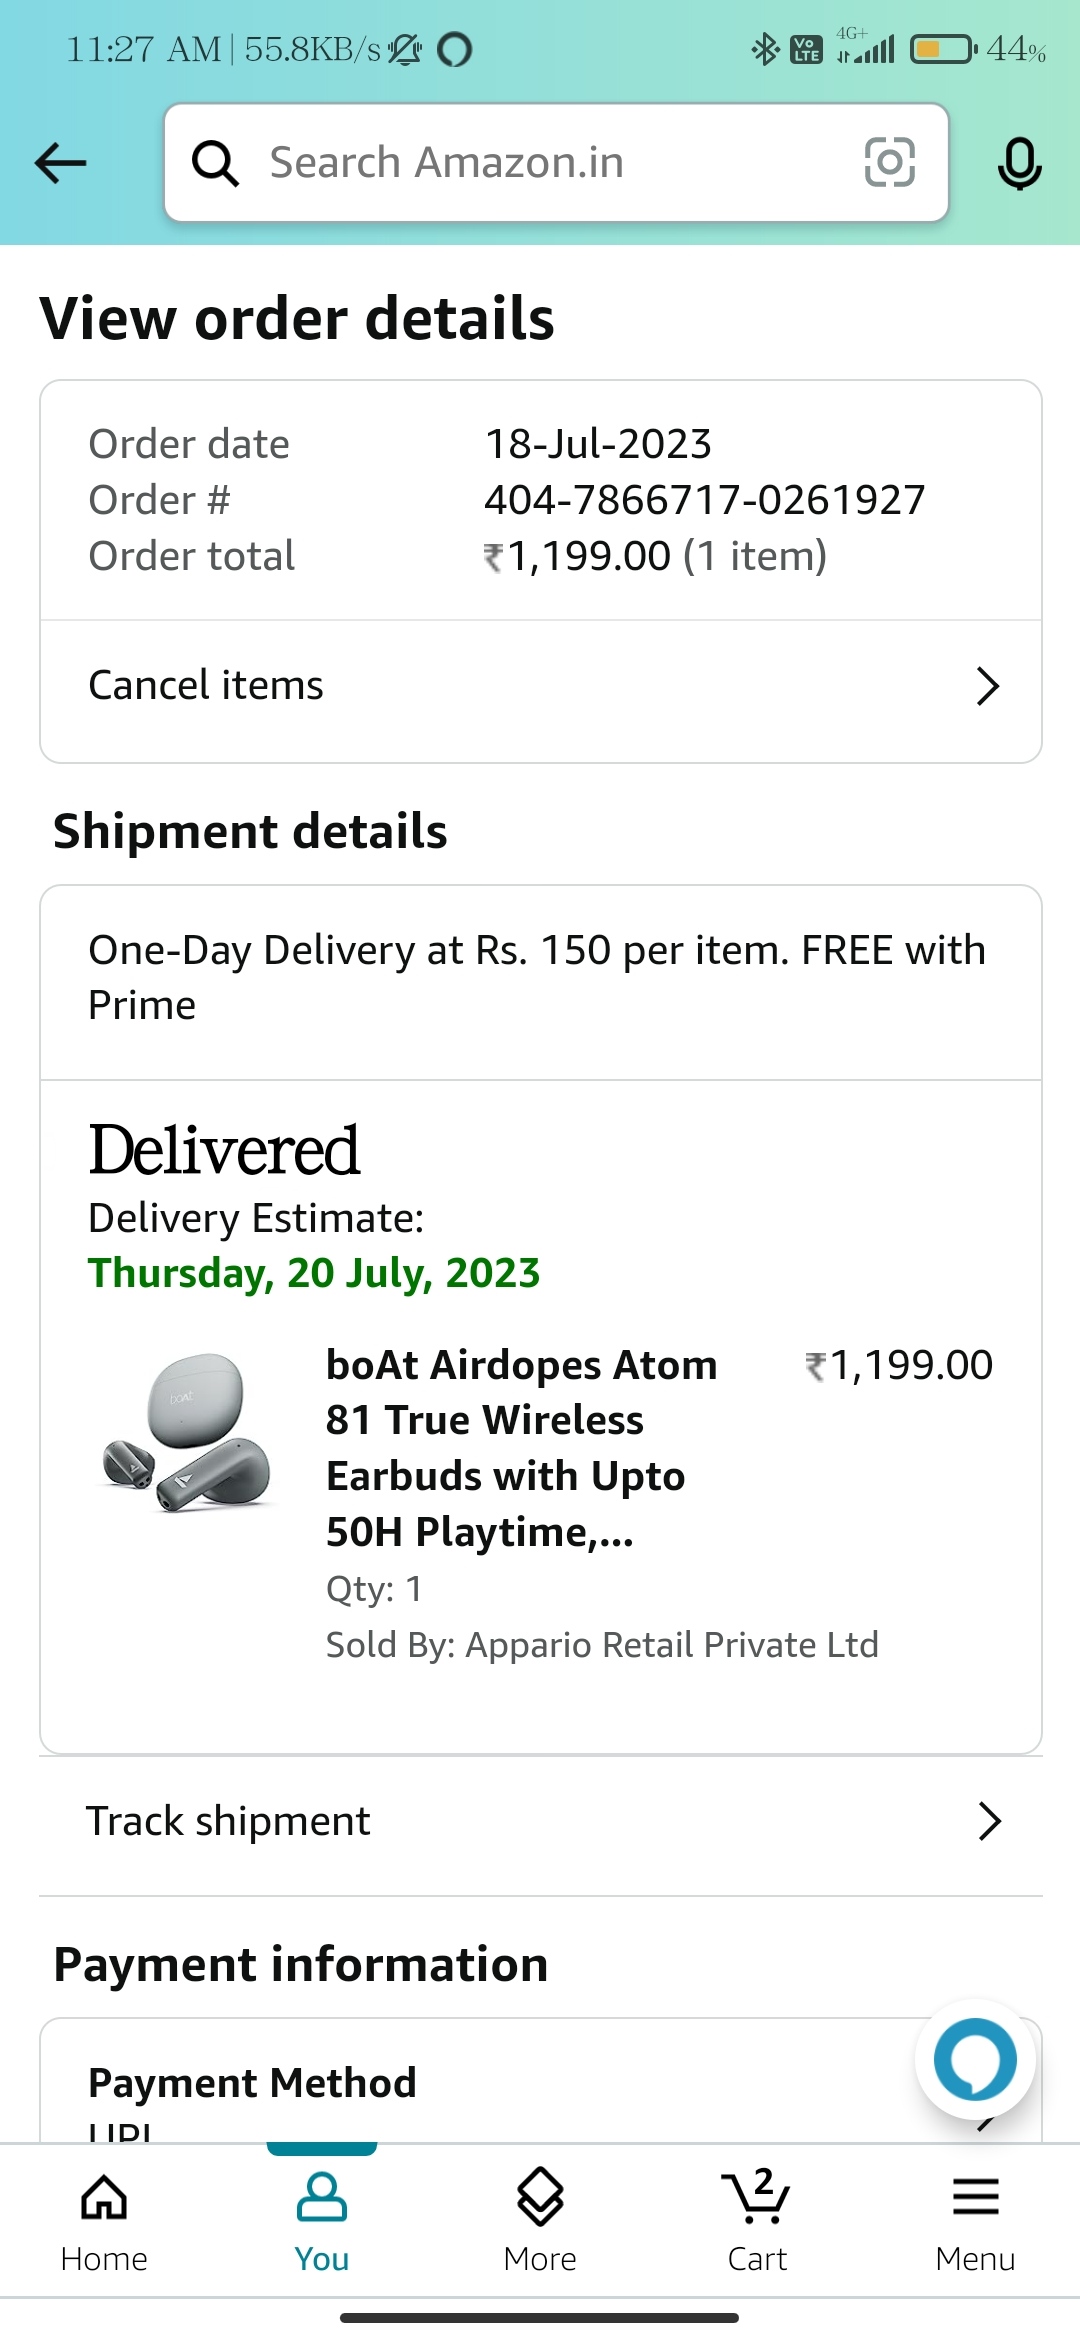 11:27 AM | 55.8KB/s
4G+
Vo LTE
44%
Search Amazon.in
View order details
Order date 18-Jul-2023
Order # 404-7866717-0261927
Order total ₹1,199.00 (1 item)
Cancel items
Shipment details
One-Day Delivery at Rs. 150 per item. FREE with
Prime
Delivered
Delivery Estimate:
Thursday, 20 July, 2023
boAt
boAt Airdopes Atom ₹1,199.00
81 True Wireless
Earbuds with Upto
50H Playtime,...
Qty: 1
Sold By: Appario Retail Private Ltd
Track shipment
Payment information
Payment Method
UPI
2
Home You More Cart Menu